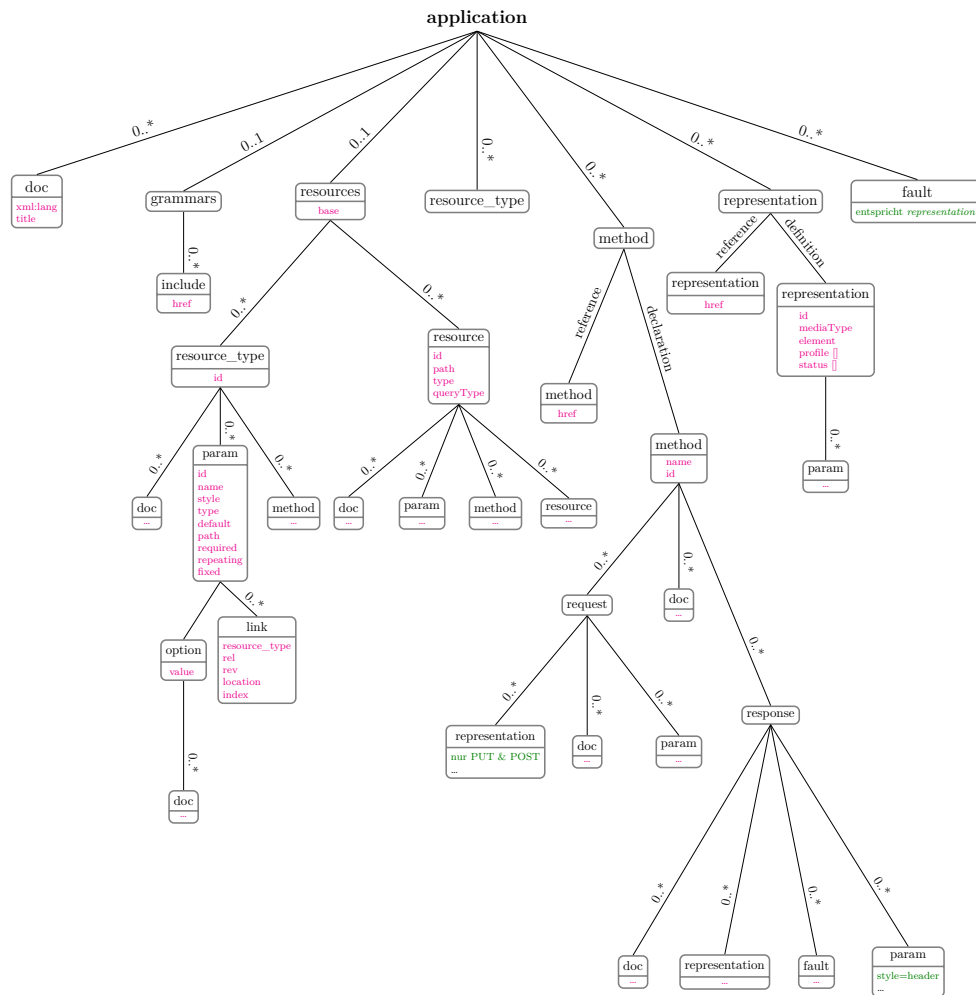 application
0..*
0..1
0..1
0..*
0..*
0..*
0..*
doc
xml:lang
title
grammars
resources
base
resource_type
method
representation
fault
entspricht representation
0..*
include
href
0..*
0..*
reference
declaration
reference
definition
representation
href
representation
id
mediaType
element
profile []
status []
resource_type
id
resource
id
path
type
queryType
method
href
method
name
id
0..*
param
...
0..*
0..*
0..*
doc
...
param
id
name
style
type
default
path
required
repeating
fixed
method
...
0..*
0..*
0..*
0..*
doc
...
param
...
method
...
resource
...
0..*
option
value
link
resource_type
rel
rev
location
index
0..*
doc
...
0..*
0..*
0..*
request
doc
...
response
0..*
0..*
0..*
representation
nur PUT & POST
...
doc
...
param
...
0..*
0..*
0..*
0..*
doc
...
representation
...
fault
...
param
style=header
...